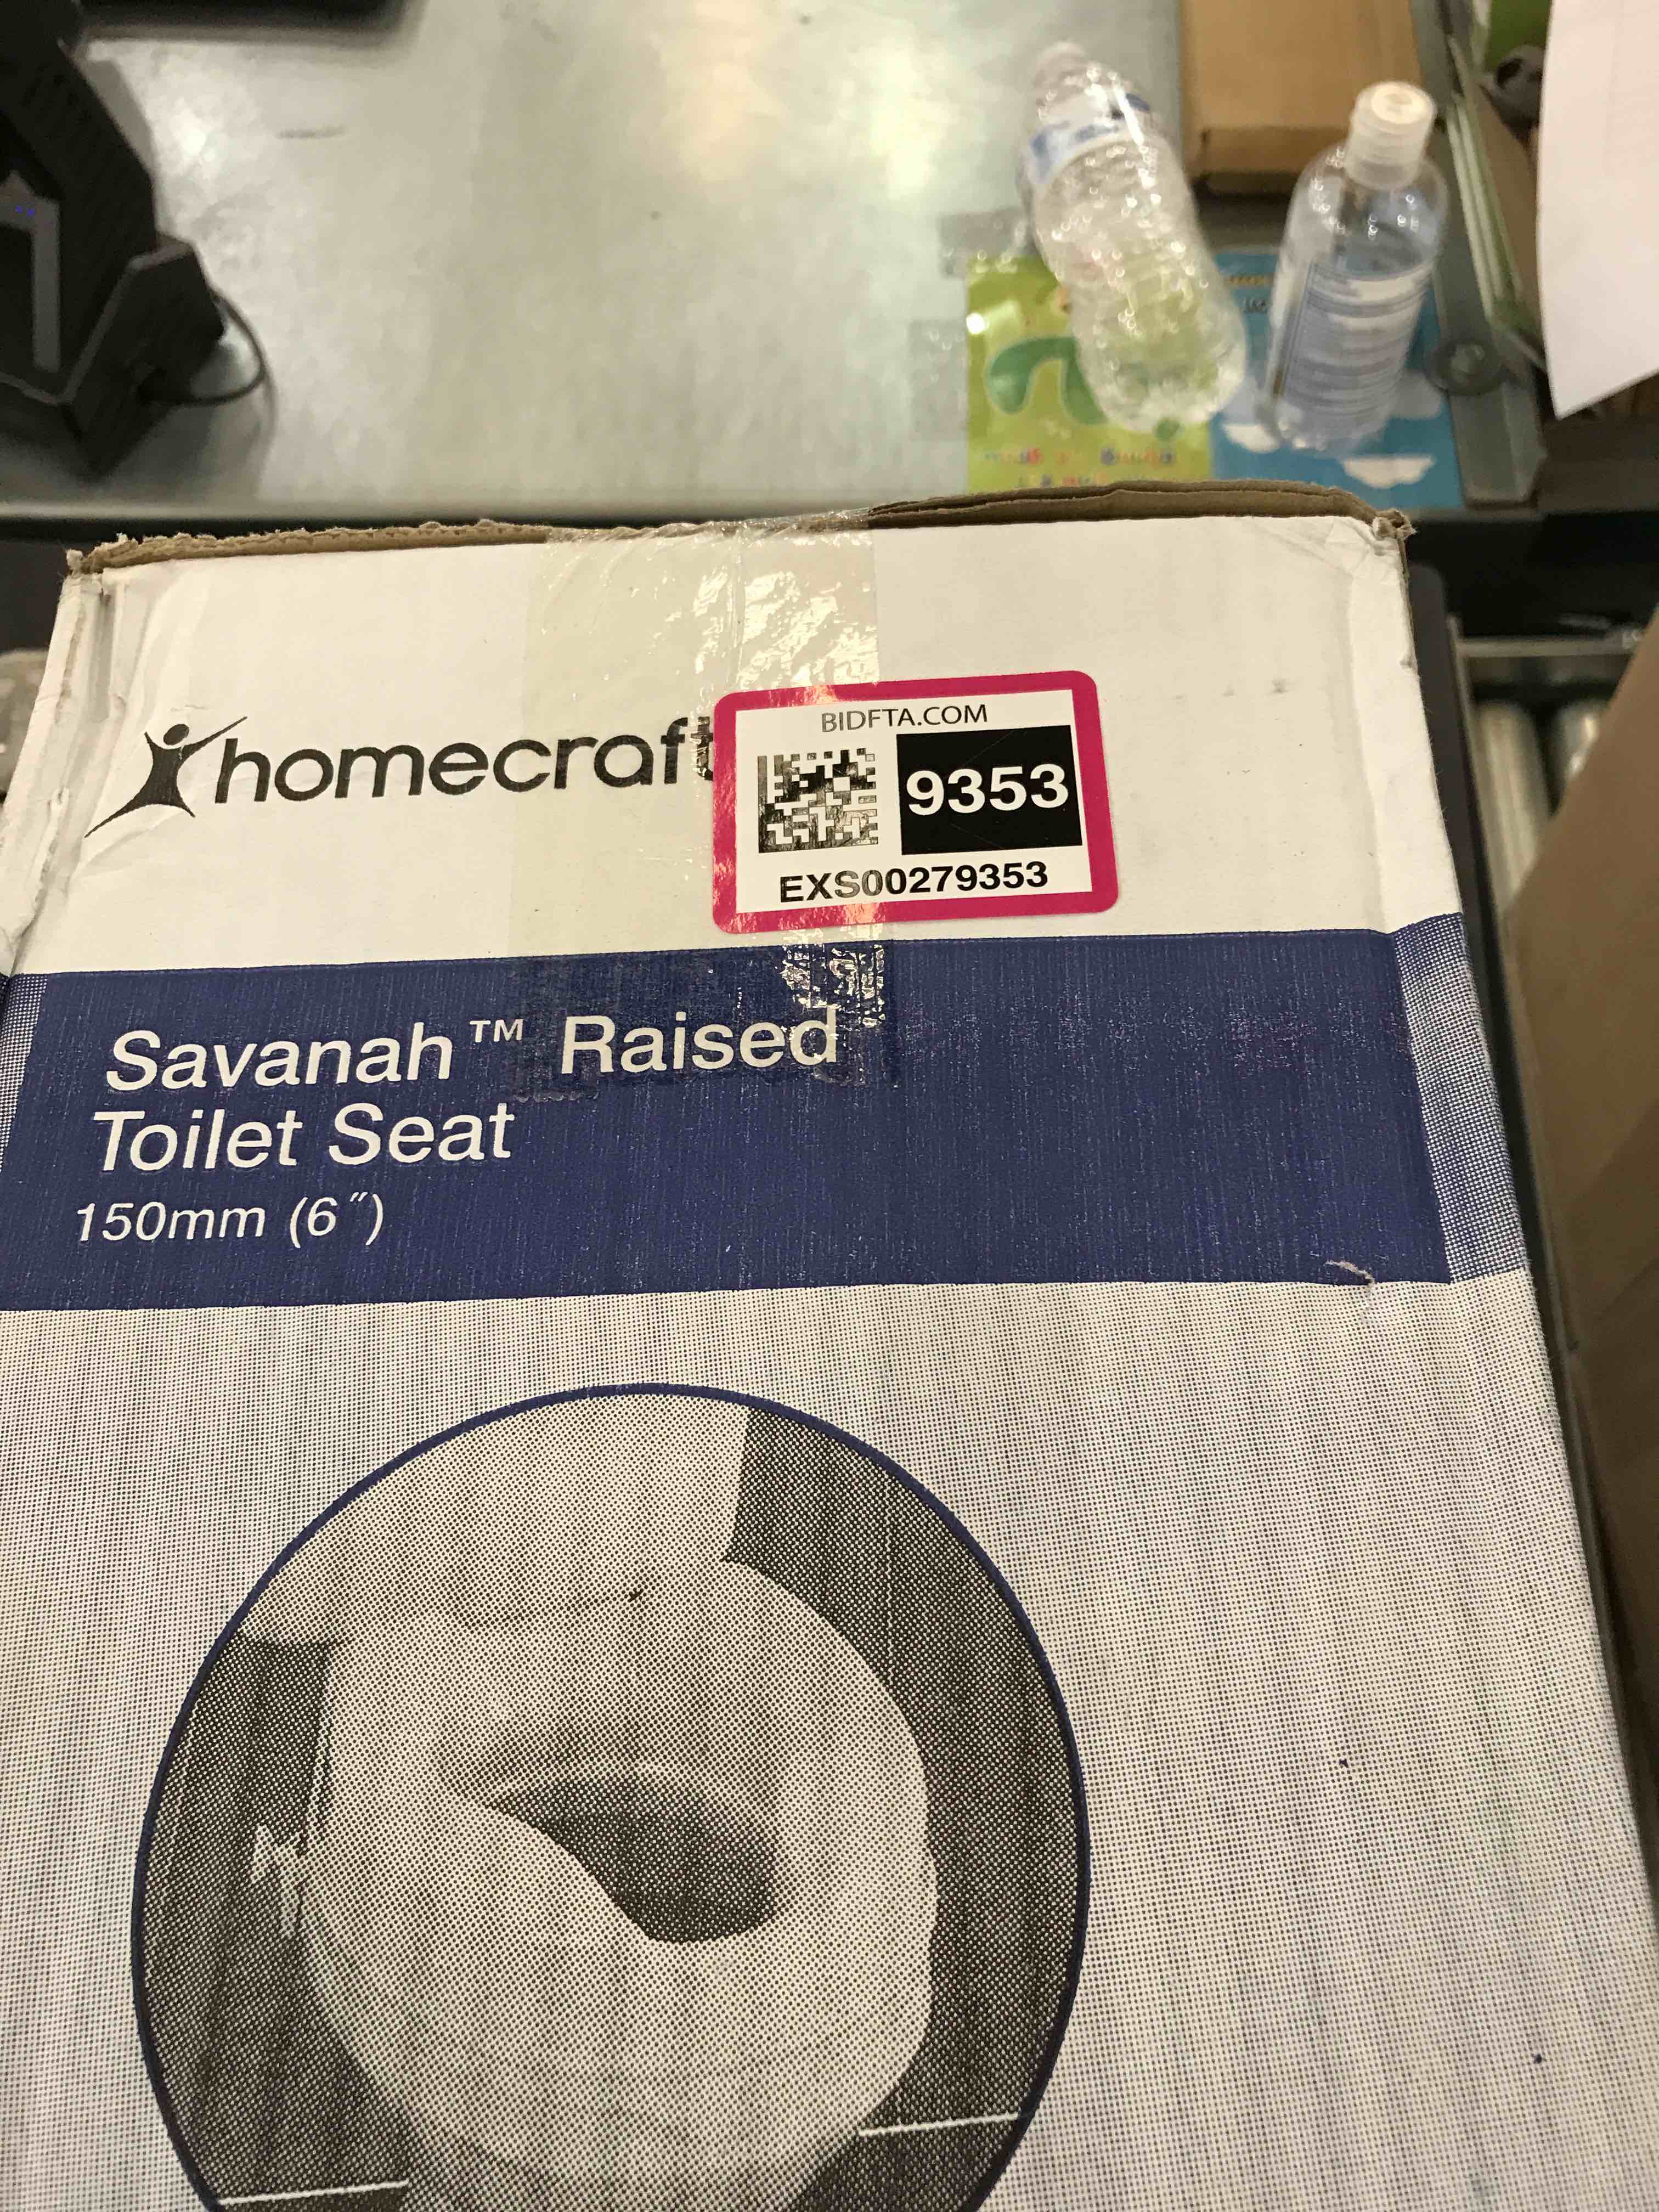 homecraft
BIDFTA.COM
9353
EXS00279353
Savanah™ Raised
Toilet Seat
150mm (6″)